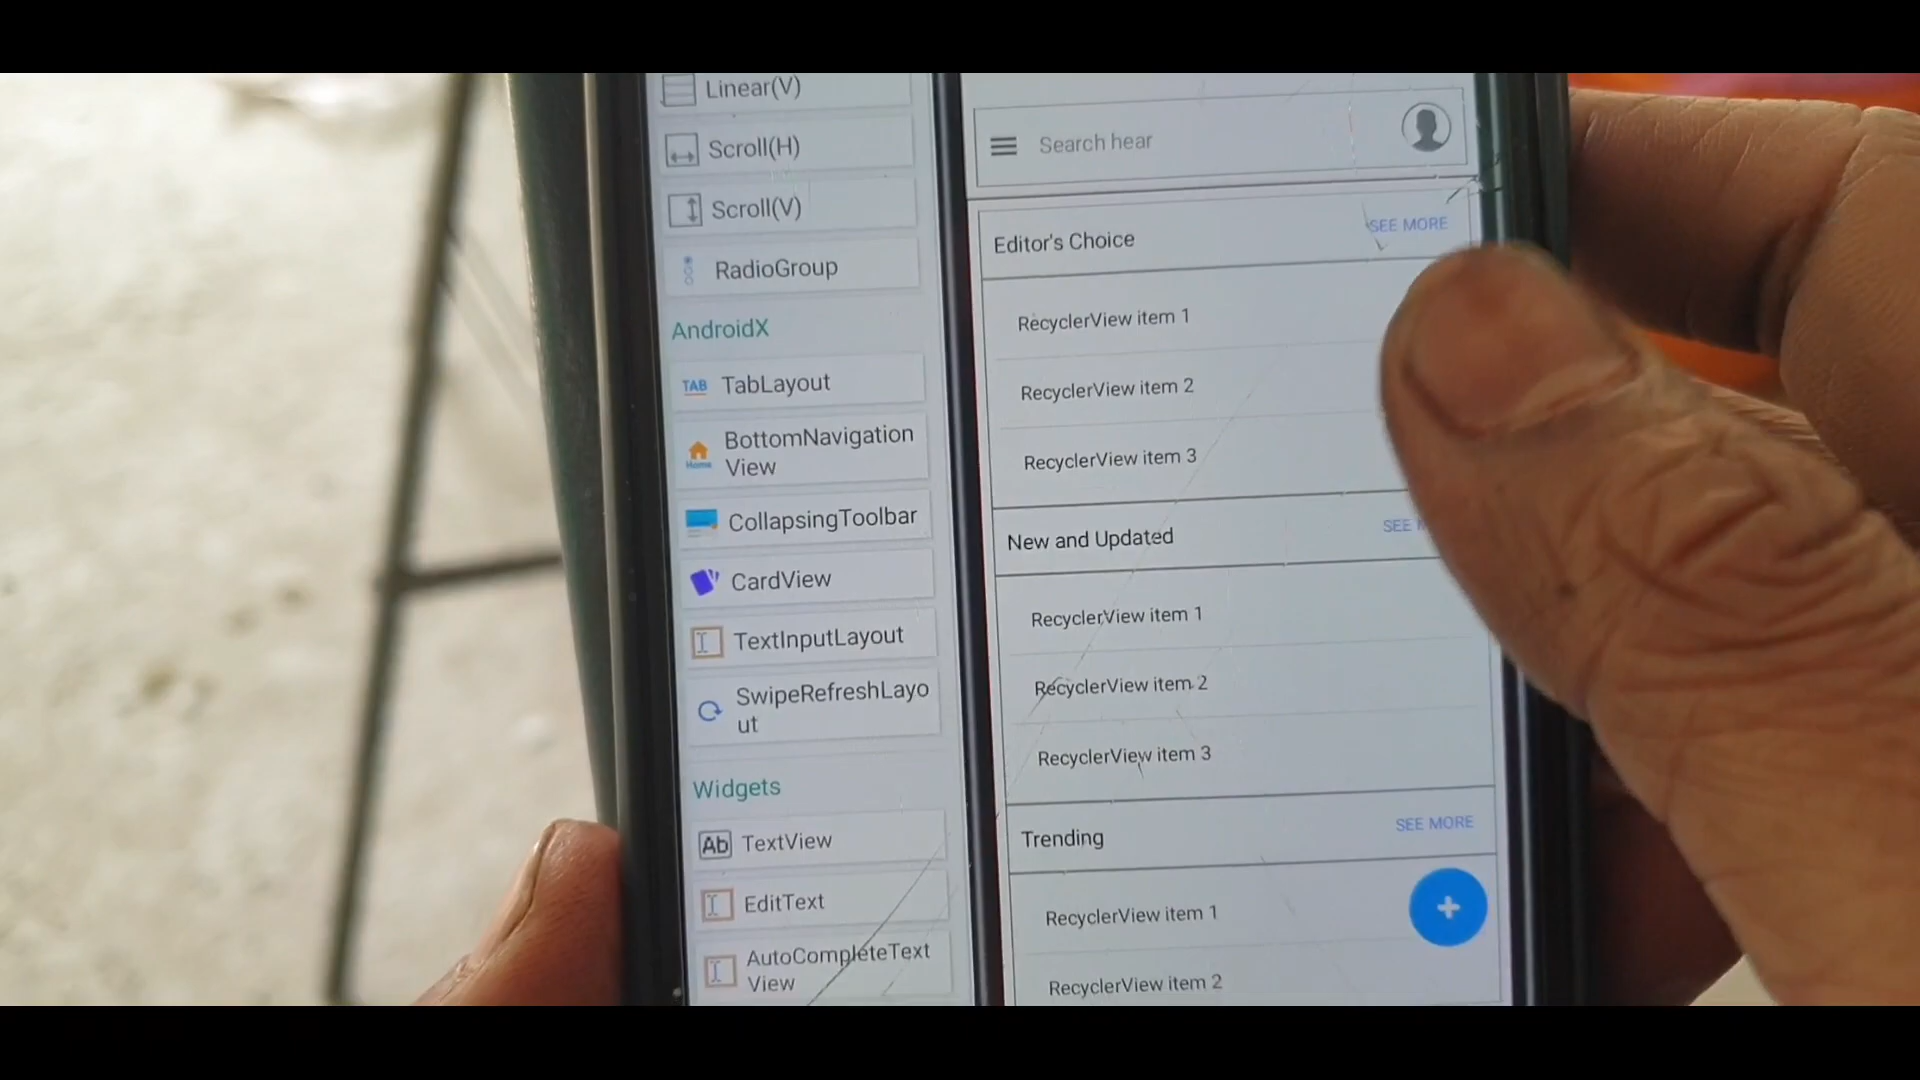 Linear(V)
Scroll(H)
Scroll(V)
RadioGroup
AndroidX
TAB TabLayout
BottomNavigation
View
Home
CollapsingToolbar
CardView
TextInputLayout
SwipeRefreshLayo
ut
Widgets
Ab TextView
EditText
AutoCompleteText
View
Search hear
Editor's Choice SEE MORE
RecyclerView item 1
RecyclerView item 2
RecyclerView item 3
New and Updated SEE
RecyclerView item 1
RecyclerView item 2
RecyclerView item 3
Trending SEE MORE
RecyclerView item 1
RecyclerView item 2